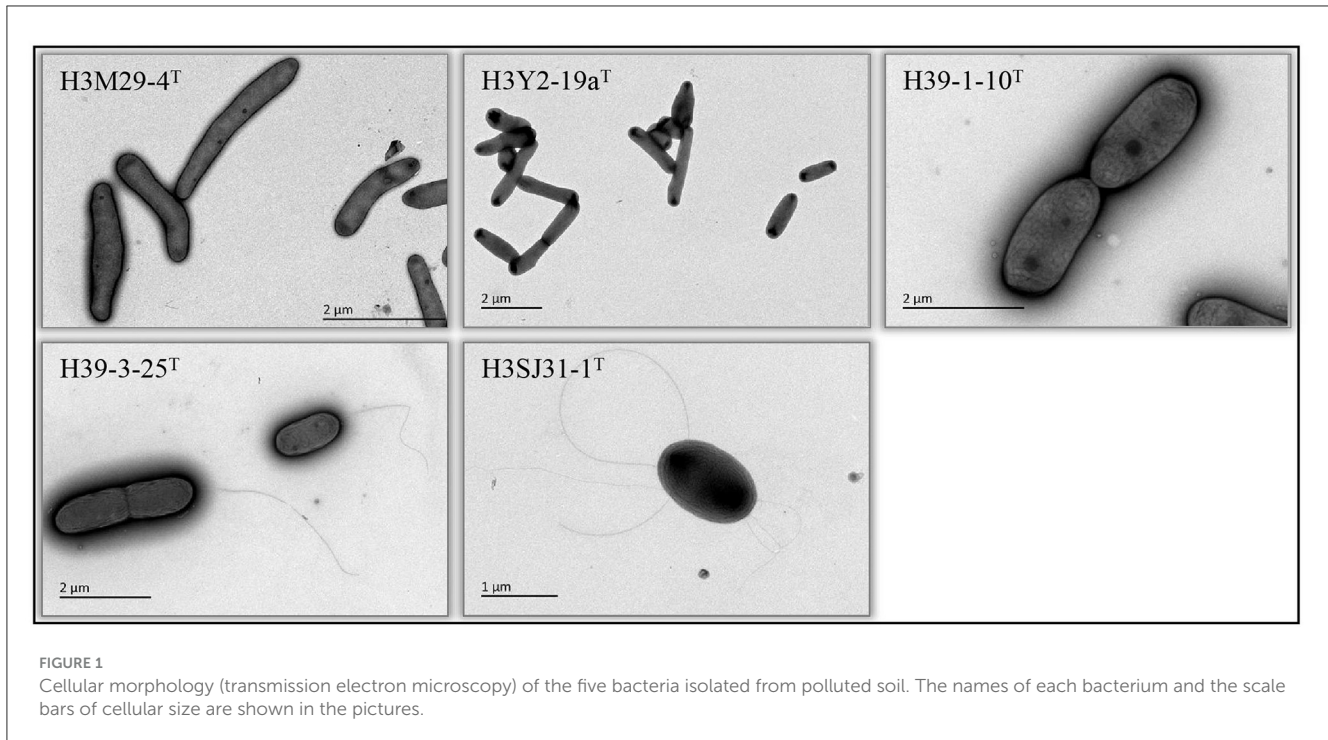 H3M29-4ᵀ
H3Y2-19aᵀ
H39-1-10ᵀ
2 µm
2 µm
2 µm
H39-3-25ᵀ
H3SJ31-1ᵀ
2 µm
1 µm
FIGURE 1
Cellular morphology (transmission electron microscopy) of the five bacteria isolated from polluted soil. The names of each bacterium and the scale
bars of cellular size are shown in the pictures.